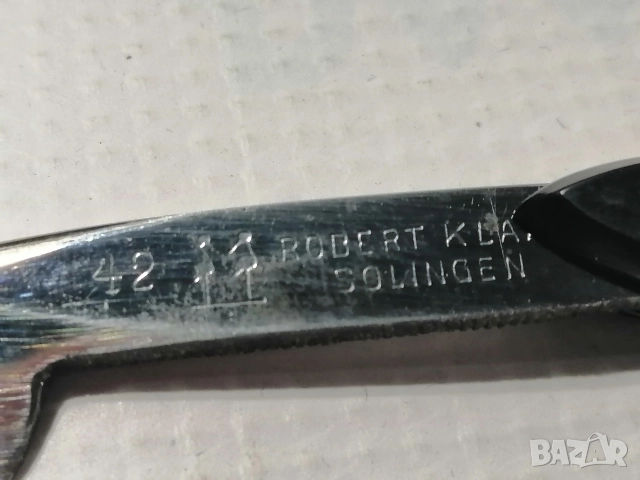 42 ROBERT KLA
SOLINGEN
BAZAR